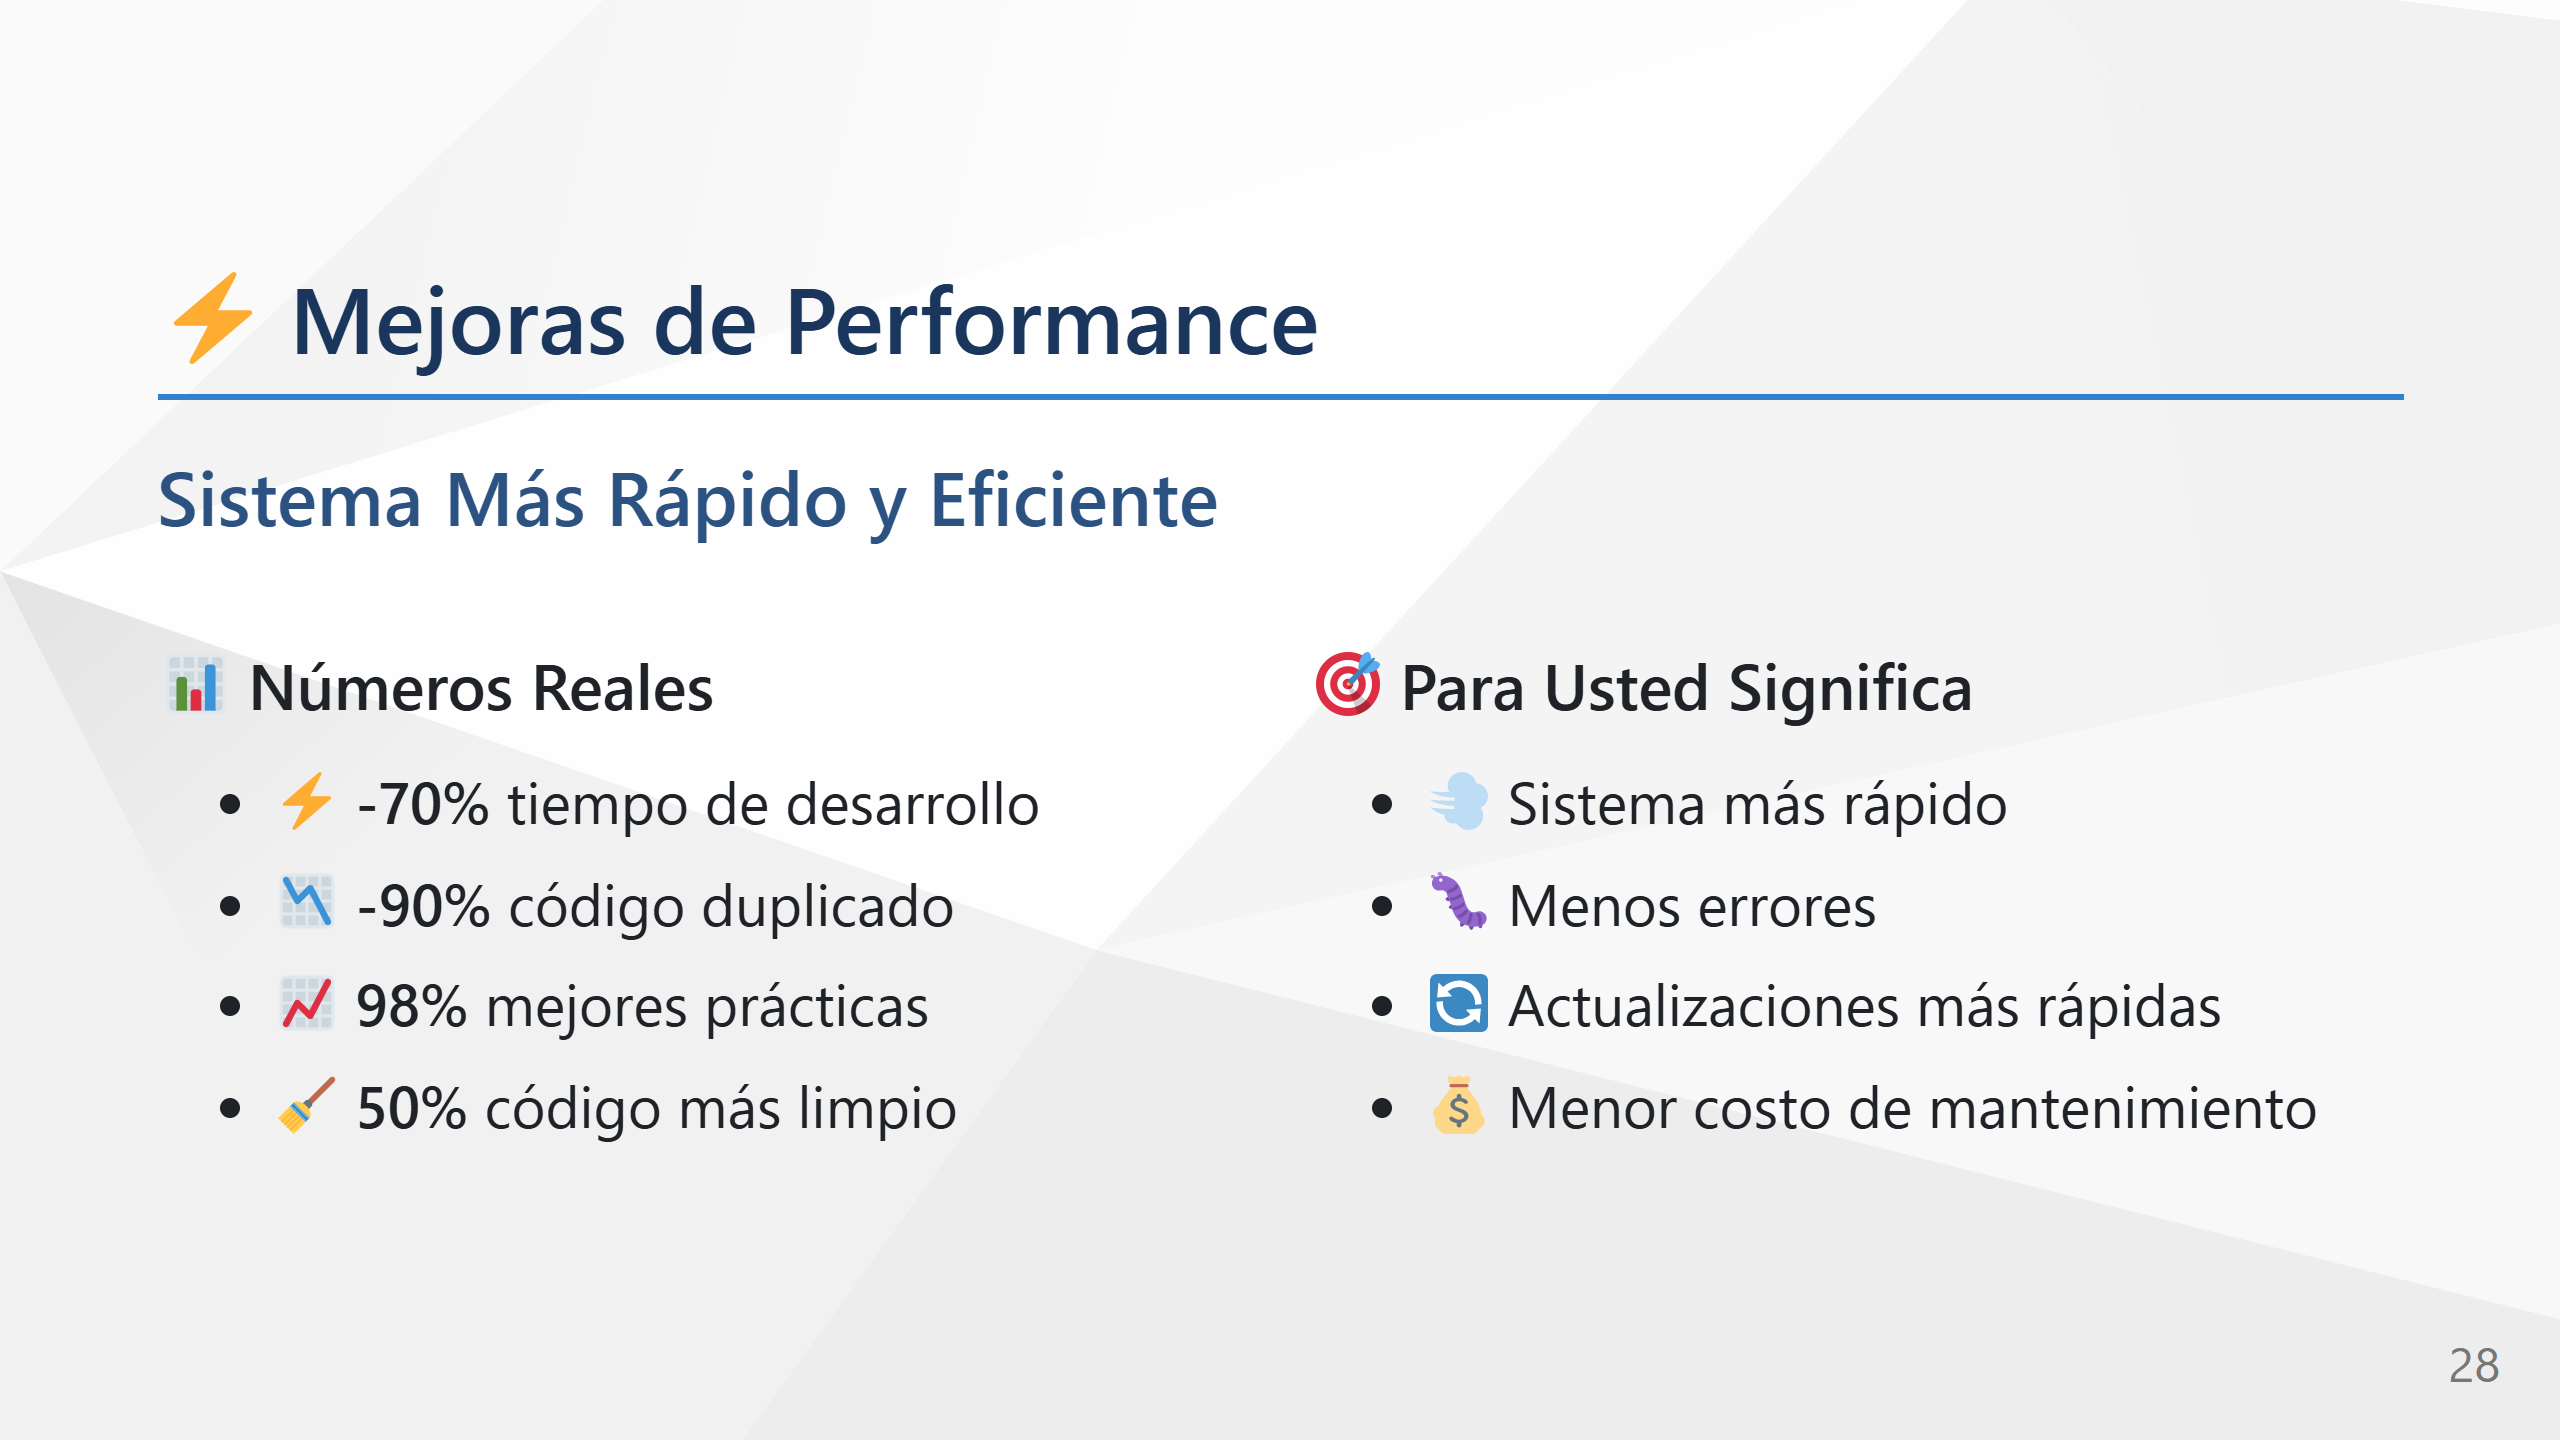 ⚡ Mejoras de Performance
Sistema Más Rápido y Eficiente
📊 Números Reales
• ⚡ -70% tiempo de desarrollo
• 📉 -90% código duplicado
• 📈 98% mejores prácticas
• 🧹 50% código más limpio
🎯 Para Usted Significa
• 💨 Sistema más rápido
• 🐛 Menos errores
• 🔄 Actualizaciones más rápidas
• 💰 Menor costo de mantenimiento
28